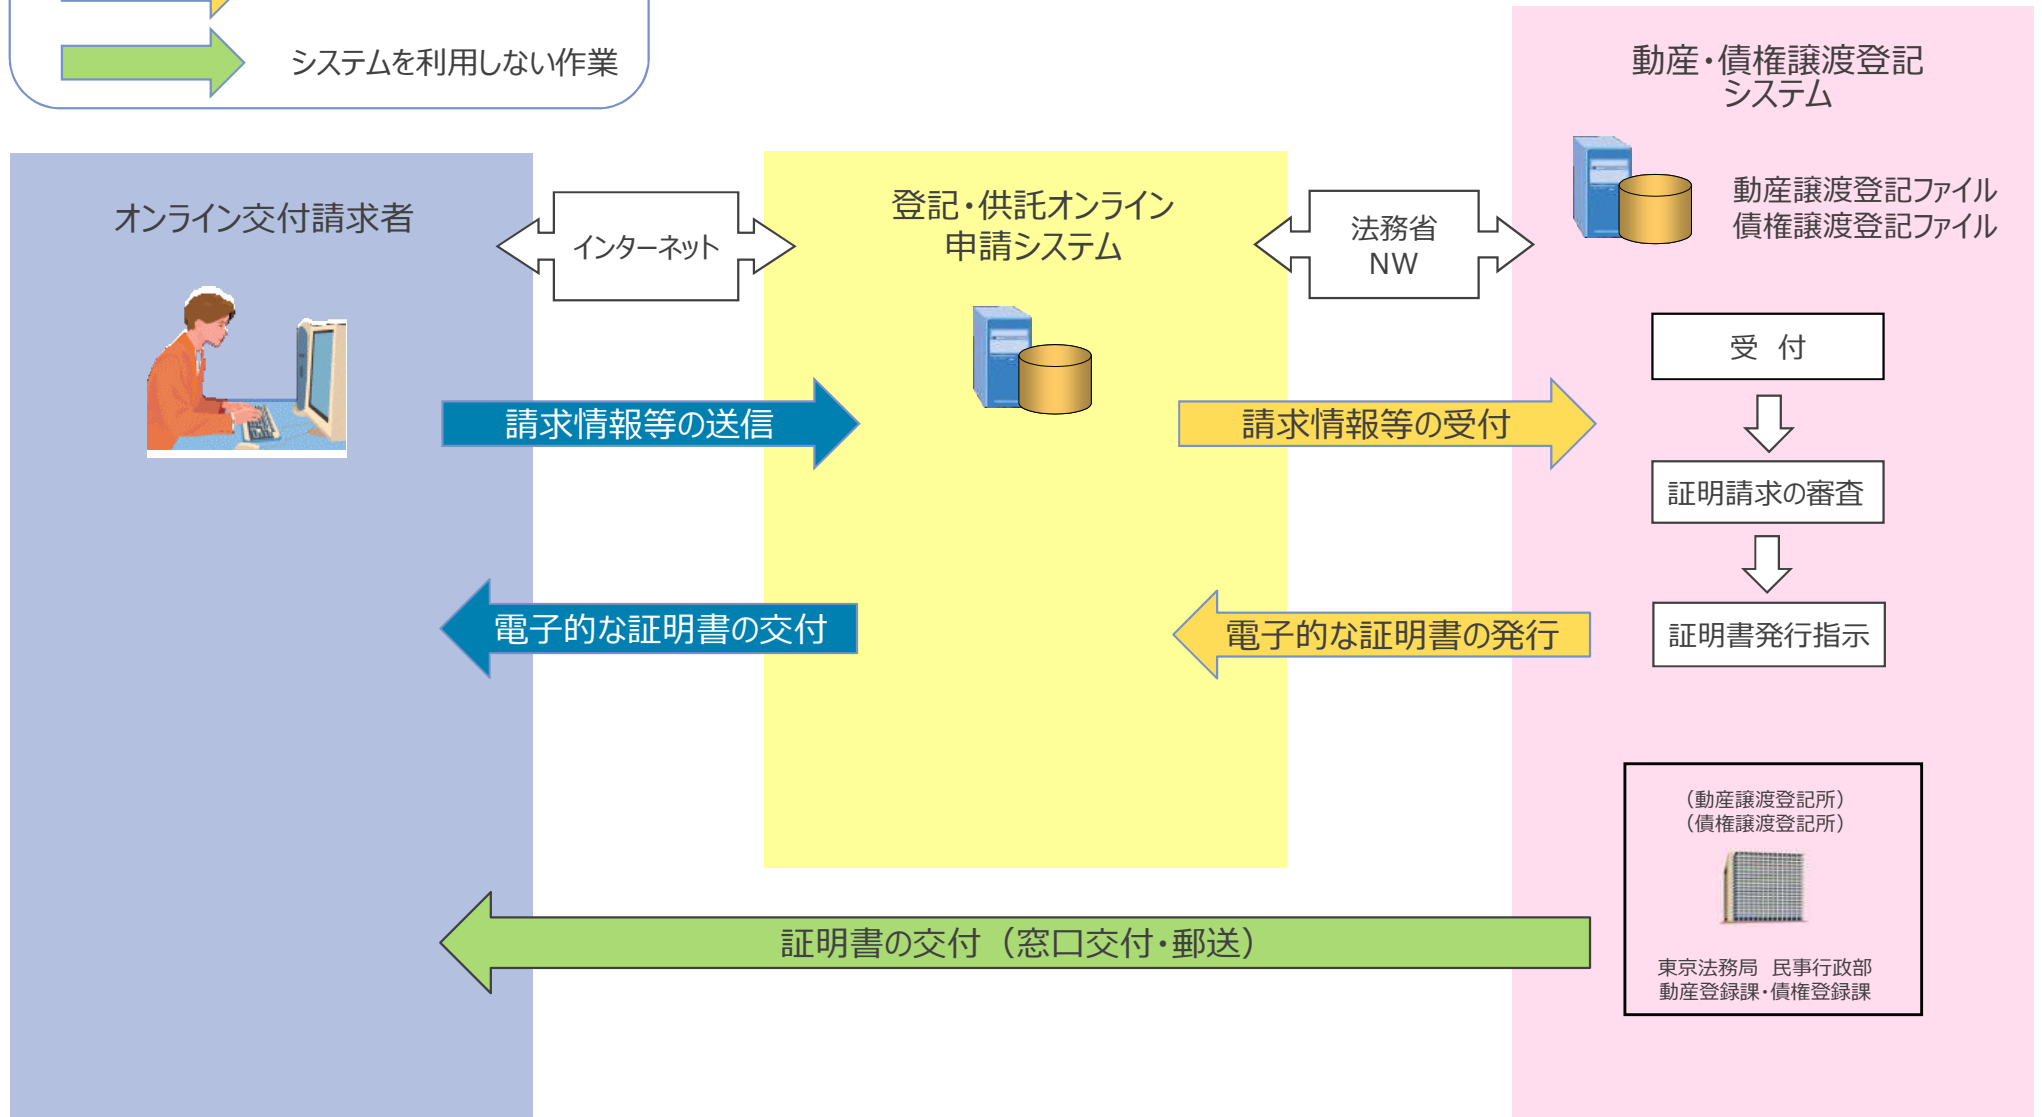 システムを利用しない作業
動産・債権譲渡登記
システム
動産譲渡登記ファイル
債権譲渡登記ファイル
オンライン交付請求者
インターネット
登記・供託オンライン
申請システム
法務省
NW
受 付
請求情報等の送信
請求情報等の受付
証明請求の審査
電子的な証明書の交付
電子的な証明書の発行
証明書発行指示
（動産譲渡登記所）
（債権譲渡登記所）
証明書の交付（窓口交付・郵送）
東京法務局 民事行政部
動産登録課・債権登録課